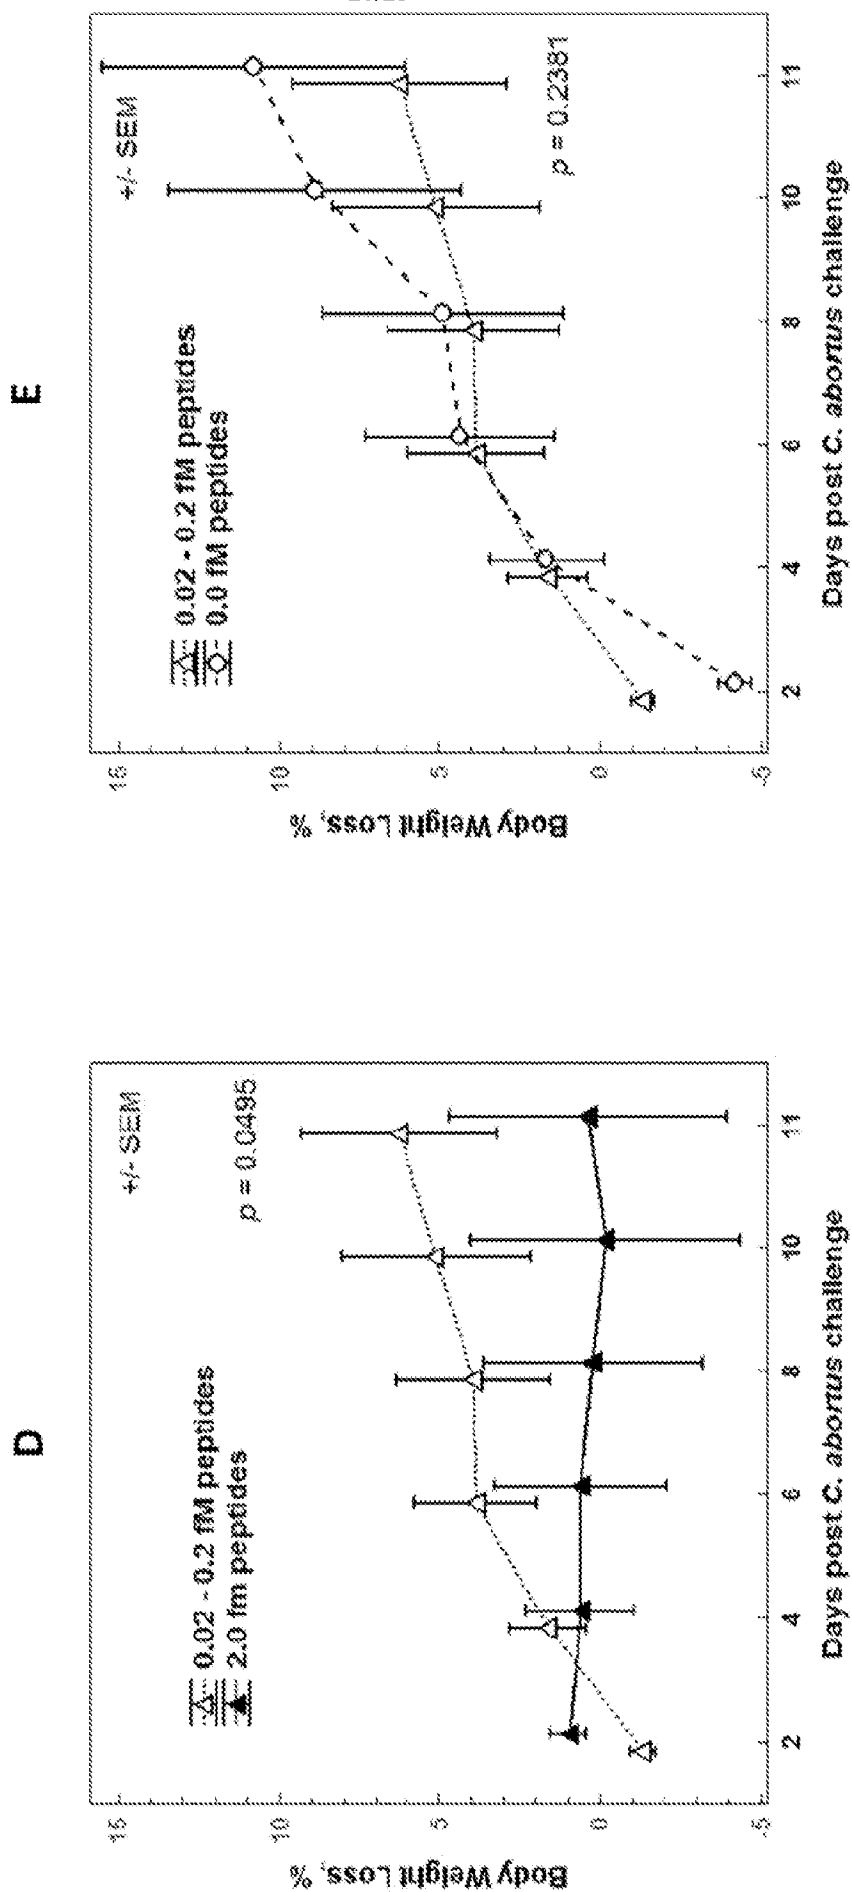 D
+/- SEM
p = 0.0495
0.02 - 0.2 fM peptides
2.0 fm peptides
15
10
5
0
-5
Body Weight Loss, %
2
4
6
8
10
11
Days post C. abortus challenge
E
+/- SEM
p = 0.2381
0.02 - 0.2 fM peptides
0.0 fM peptides
15
10
5
0
-5
Body Weight Loss, %
2
4
6
8
10
11
Days post C. abortus challenge